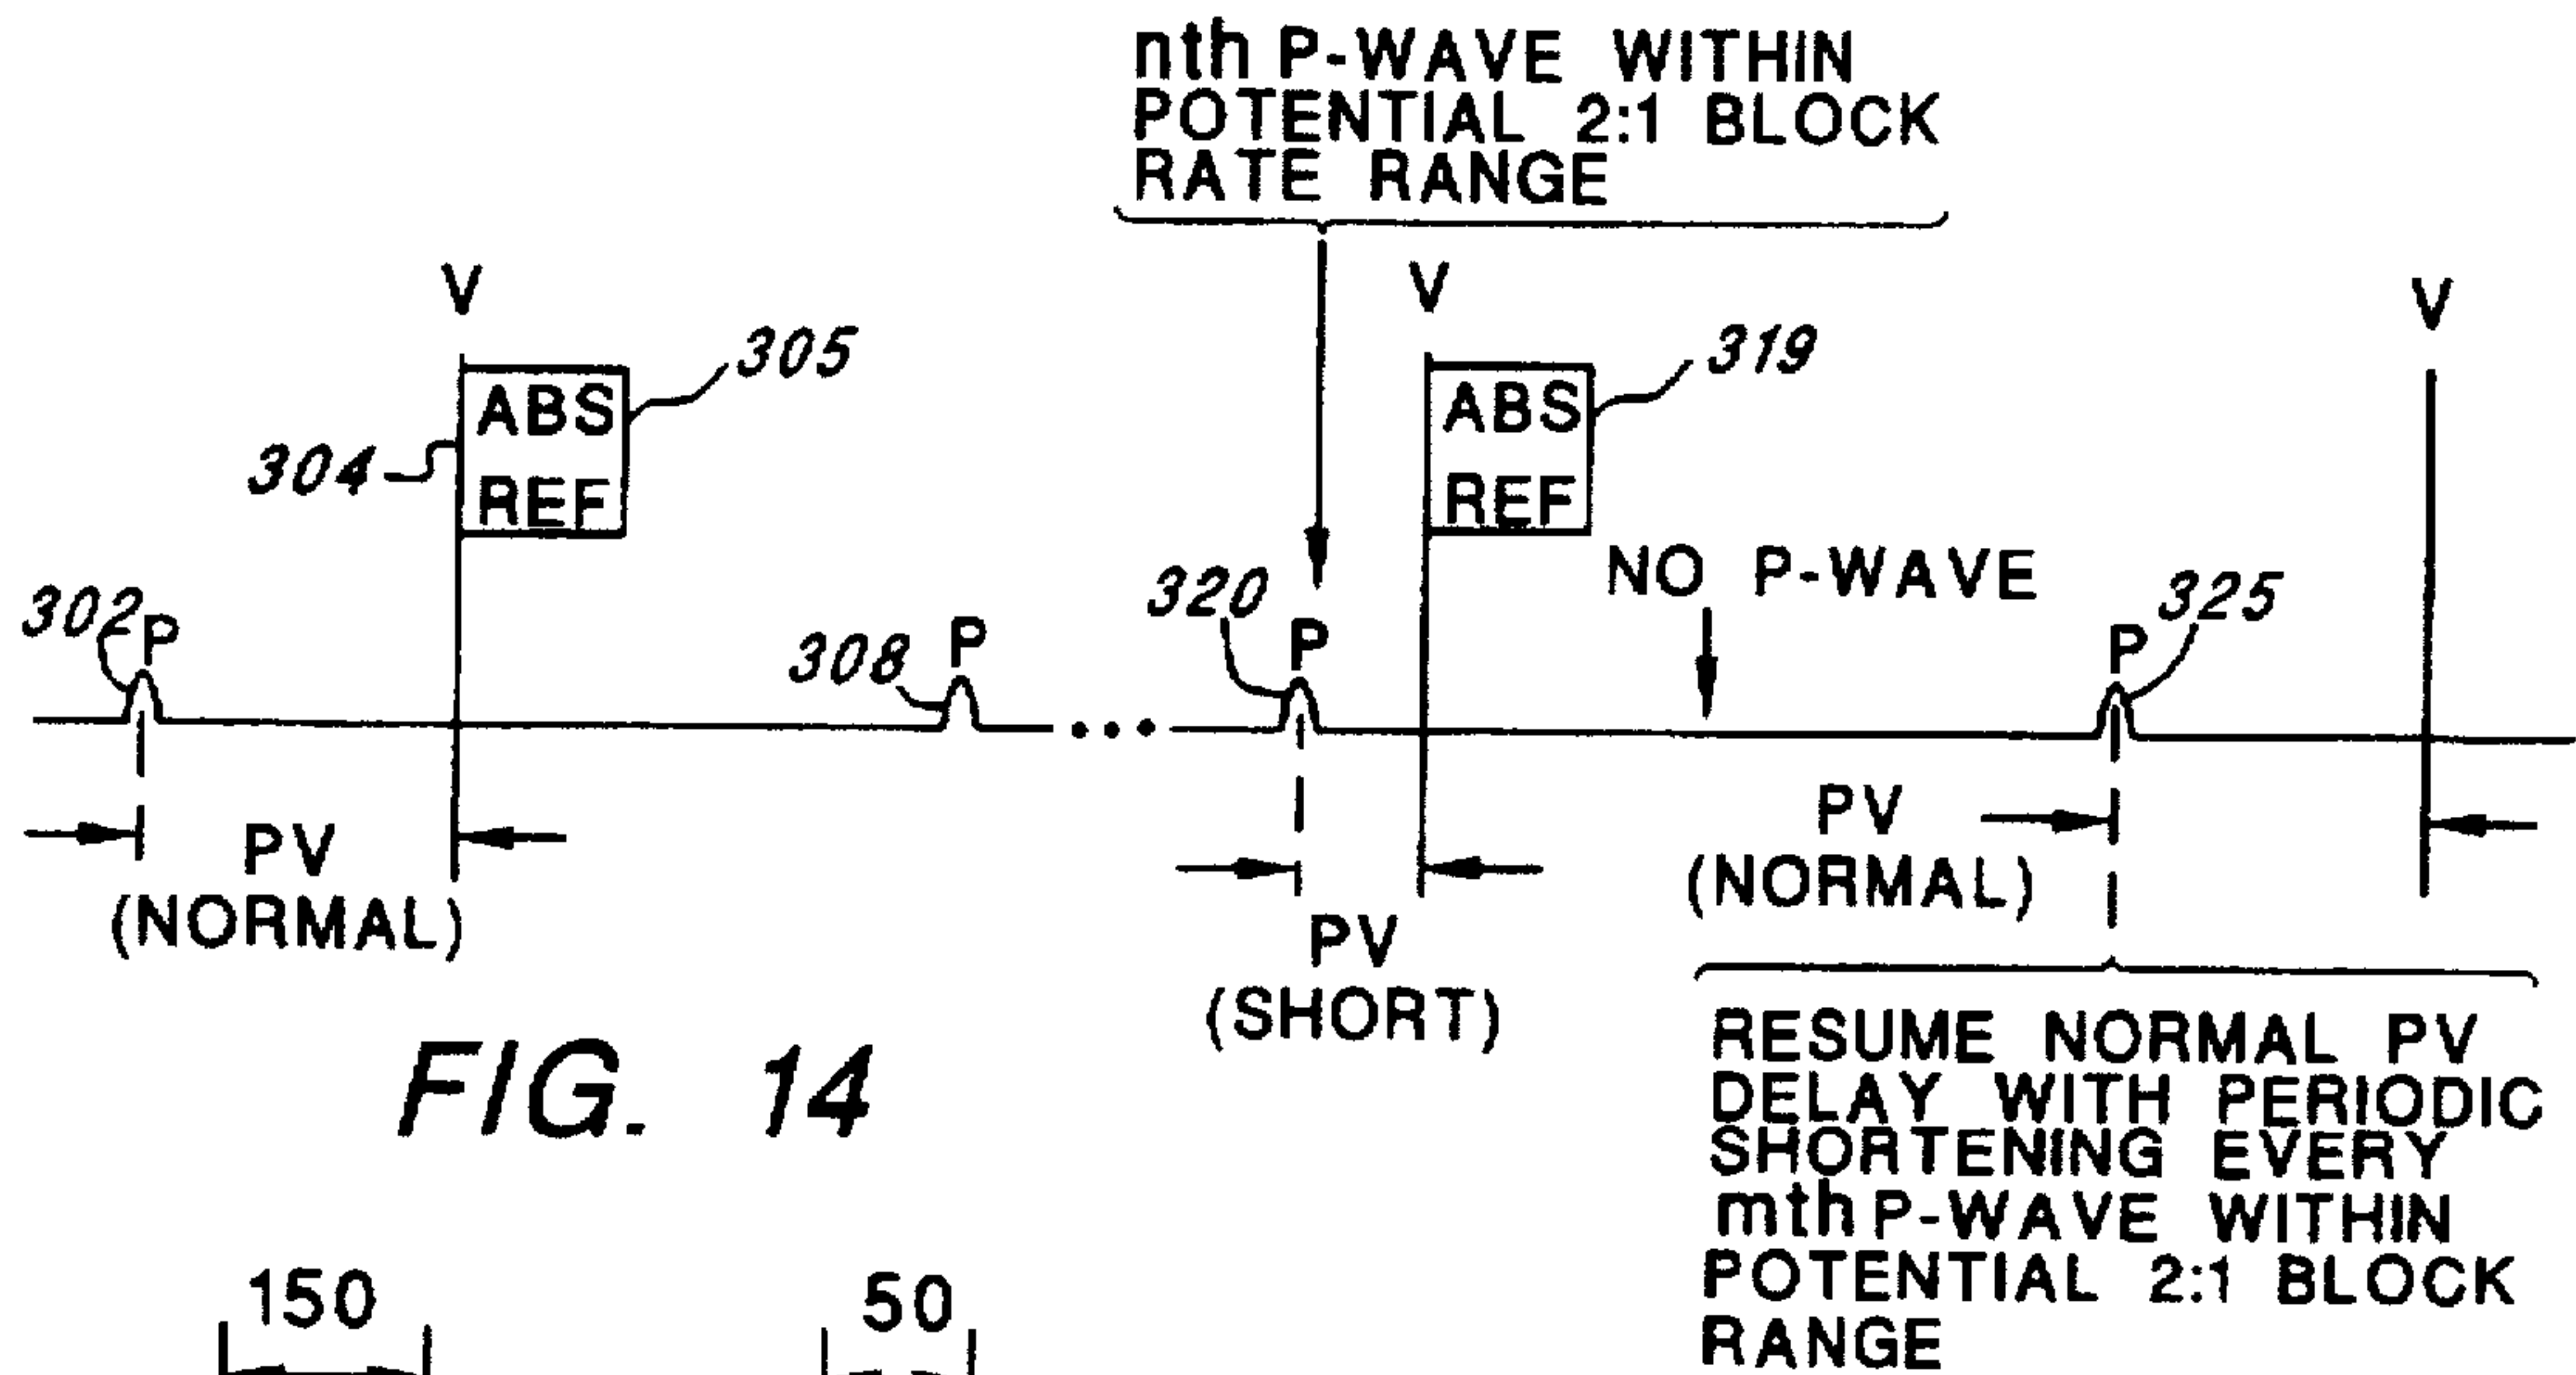 nth P-WAVE WITHIN
POTENTIAL 2:1 BLOCK
RATE RANGE
V
V
V
305
319
ABS
REF
ABS
REF
304
NO P-WAVE
302
P
308
P
320
P
P
325
PV
(NORMAL)
PV
(SHORT)
PV
(NORMAL)
RESUME NORMAL PV
DELAY WITH PERIODIC
SHORTENING EVERY
mth P-WAVE WITHIN
POTENTIAL 2:1 BLOCK
RANGE
FIG. 14
150
50